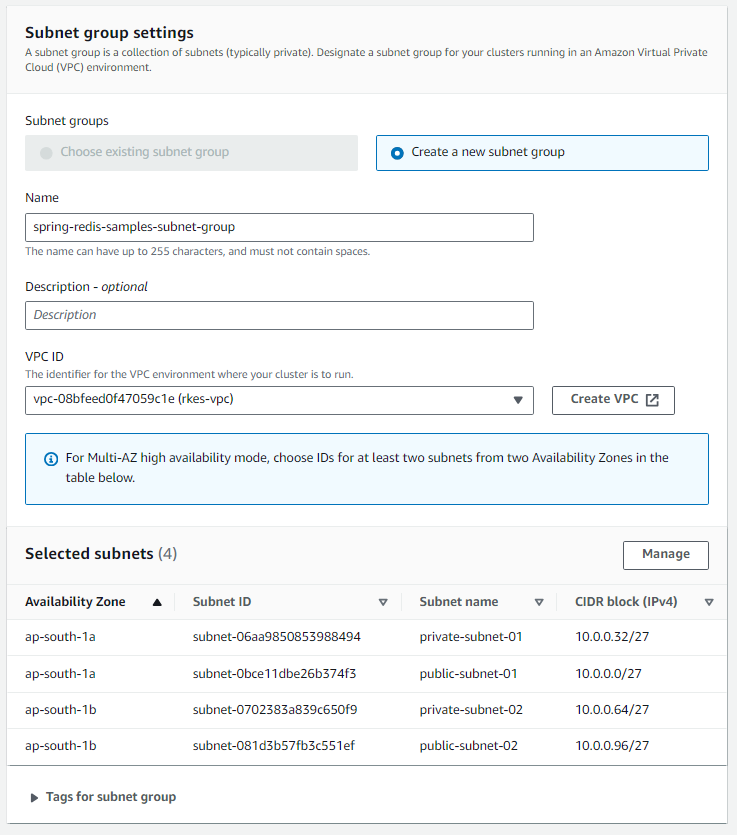 Subnet group settings
A subnet group is a collection of subnets (typically private). Designate a subnet group for your clusters running in an Amazon Virtual Private
Cloud (VPC) environment.
Subnet groups
Choose existing subnet group
Create a new subnet group
Name
spring-redis-samples-subnet-group
The name can have up to 255 characters, and must not contain spaces.
Description - optional
Description
VPC ID
The identifier for the VPC environment where your cluster is to run.
vpc-08bfeed0f47059c1e (rkes-vpc)
Create VPC
For Multi-AZ high availability mode, choose IDs for at least two subnets from two Availability Zones in the
table below.
Selected subnets (4)
Manage
Availability Zone Subnet ID Subnet name CIDR block (IPv4)
ap-south-1a subnet-06aa9850853988494 private-subnet-01 10.0.0.32/27
ap-south-1a subnet-0bce11dbe26b374f3 public-subnet-01 10.0.0.0/27
ap-south-1b subnet-0702383a839c650f9 private-subnet-02 10.0.0.64/27
ap-south-1b subnet-081d3b57fb3c551ef public-subnet-02 10.0.0.96/27
Tags for subnet group